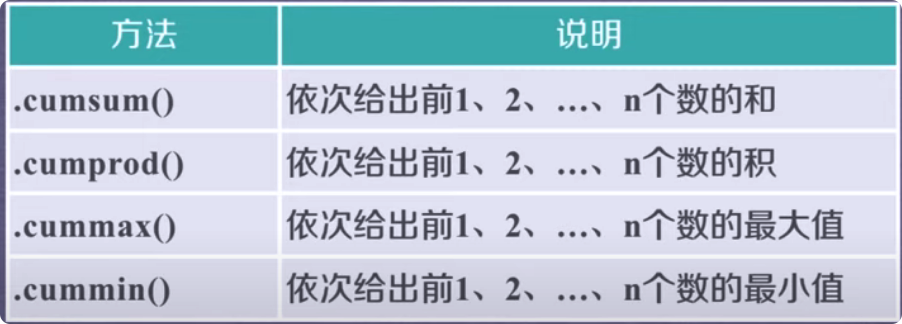 方法 说明
.cumsum() 依次给出前1、2、…、n个数的和
.cumprod() 依次给出前1、2、…、n个数的积
.cummax() 依次给出前1、2、…、n个数的最大值
.cummin() 依次给出前1、2、…、n个数的最小值